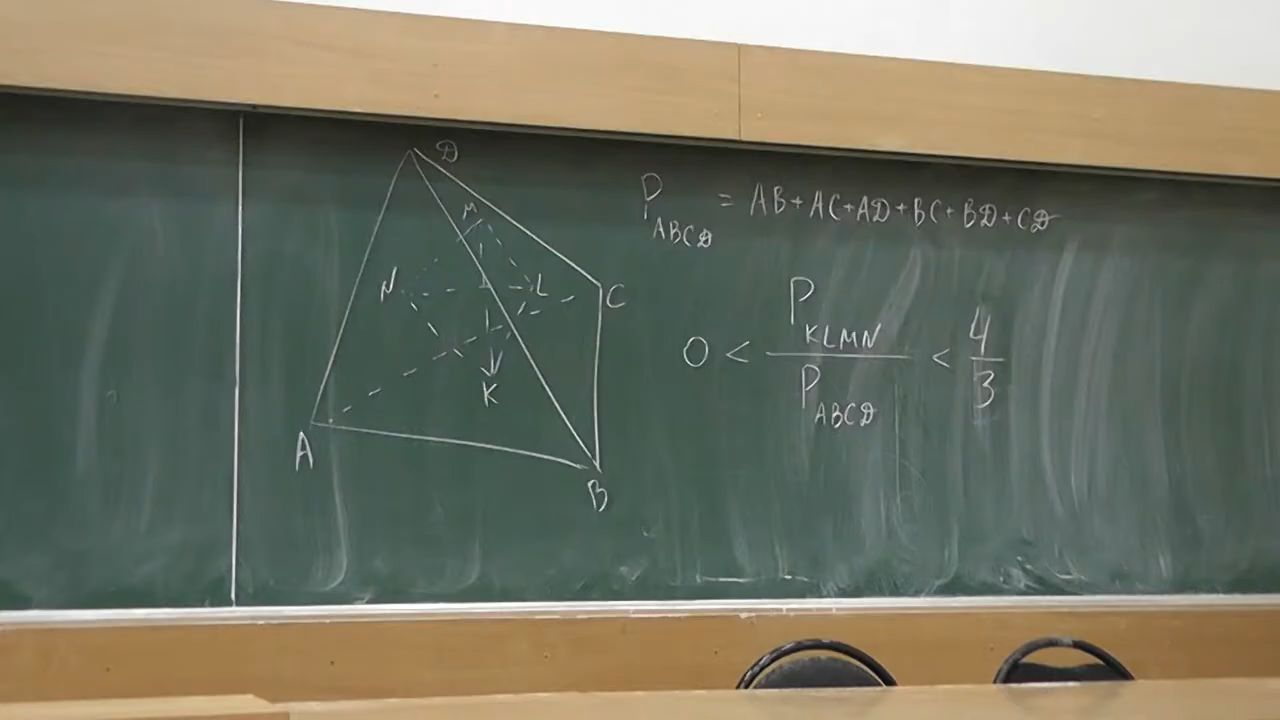 D
M
N
L
C
K
A
B
P_ABCD = AB+AC+AD+BC+BD+CD
0 < P_KLMN / P_ABCD < 4/3